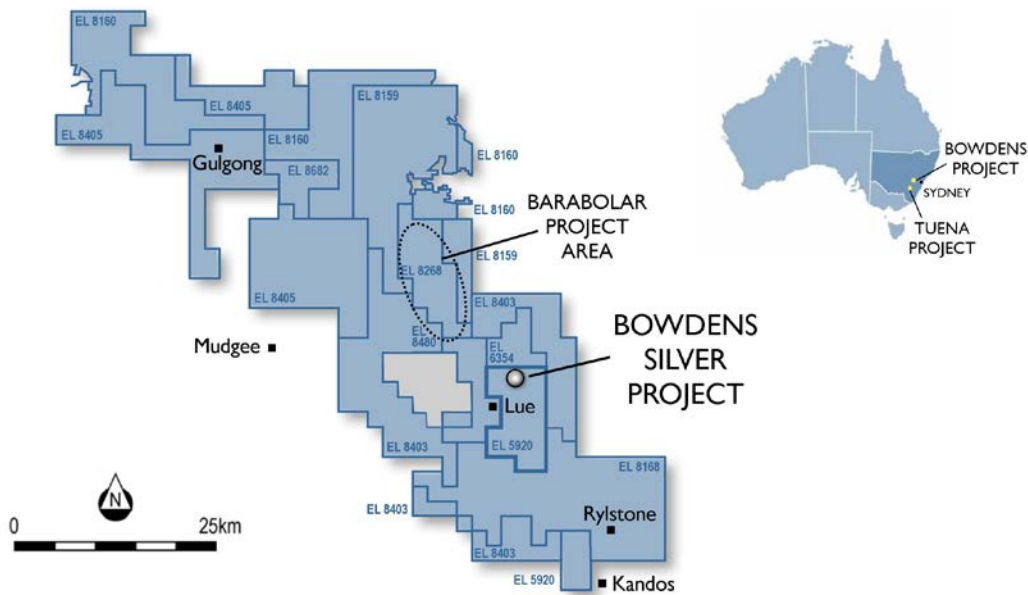 EL 8160
EL 8159
EL 8405
EL 8405
EL 8160
Gulgong
EL 8682
EL 8160
EL 8160
BARABOLAR
PROJECT
AREA
EL 8159
EL 8268
EL 8405
EL 8403
EL
8480
EL
6354
Mudgee
BOWDENS
SILVER
PROJECT
Lue
EL 8403
EL 5920
EL 8168
EL 8403
Rylstone
EL 8403
EL 5920
Kandos
N
0
25km
BOWDENS
PROJECT
SYDNEY
TUENA
PROJECT